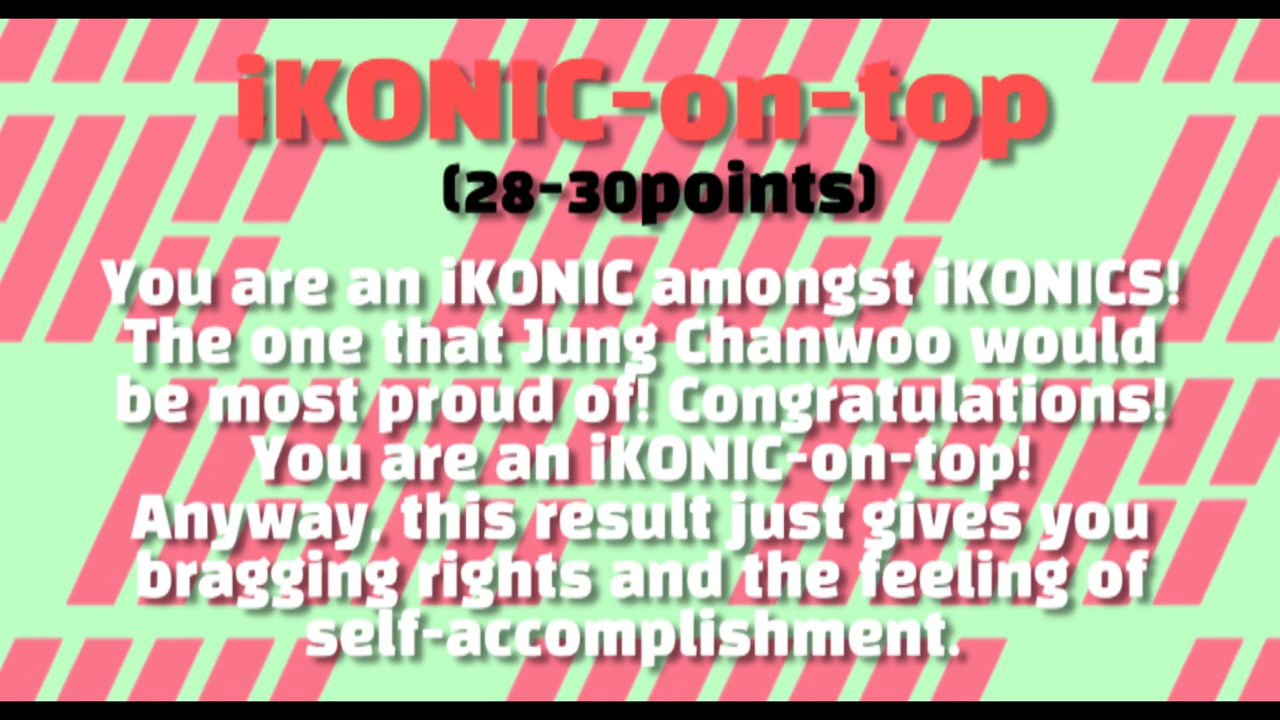 iKONIC-on-top
(28-30points)
You are an iKONIC amongst iKONICS!
The one that Jung Chanwoo would
be most proud of! Congratulations!
You are an iKONIC-on-top!
Anyway, this result just gives you
bragging rights and the feeling of
self-accomplishment.